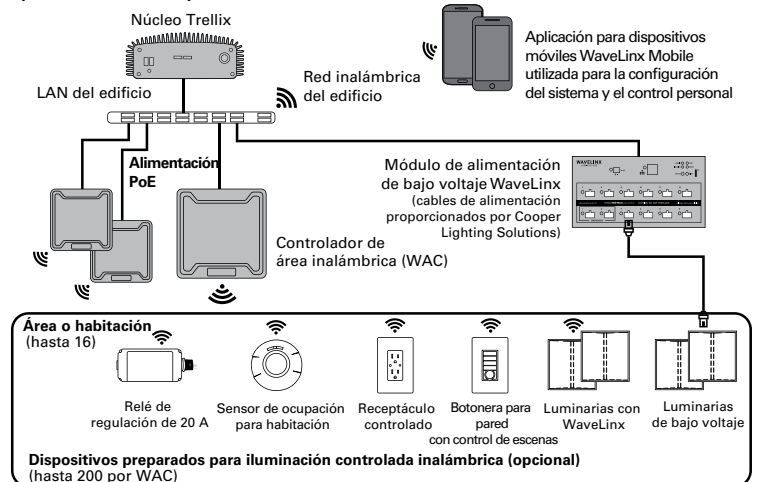 Núcleo Trellix
LAN del edificio
Red inalámbrica
del edificio
Aplicación para dispositivos
móviles WaveLinx Mobile
utilizada para la configuración
del sistema y el control personal
Alimentación
PoE
Módulo de alimentación
de bajo voltaje WaveLinx
(cables de alimentación
proporcionados por Cooper
Lighting Solutions)
WAVELINX
Controlador de
área inalámbrica (WAC)
Área o habitación
(hasta 16)
Relé de
regulación de 20 A
Sensor de ocupación
para habitación
Receptáculo
controlado
Botonera para
pared
con control de escenas
Luminarias con
WaveLinx
Luminarias
de bajo voltaje
Dispositivos preparados para iluminación controlada inalámbrica (opcional)
(hasta 200 por WAC)